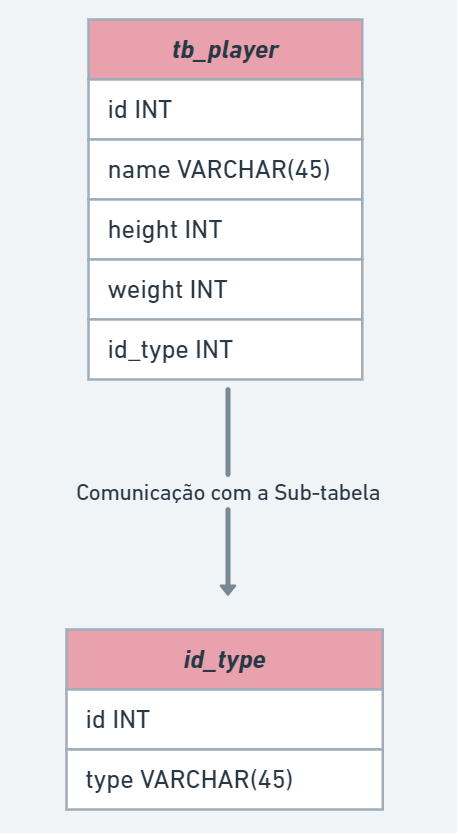 tb_player
id INT
name VARCHAR(45)
height INT
weight INT
id_type INT
Comunicação com a Sub-tabela
id_type
id INT
type VARCHAR(45)